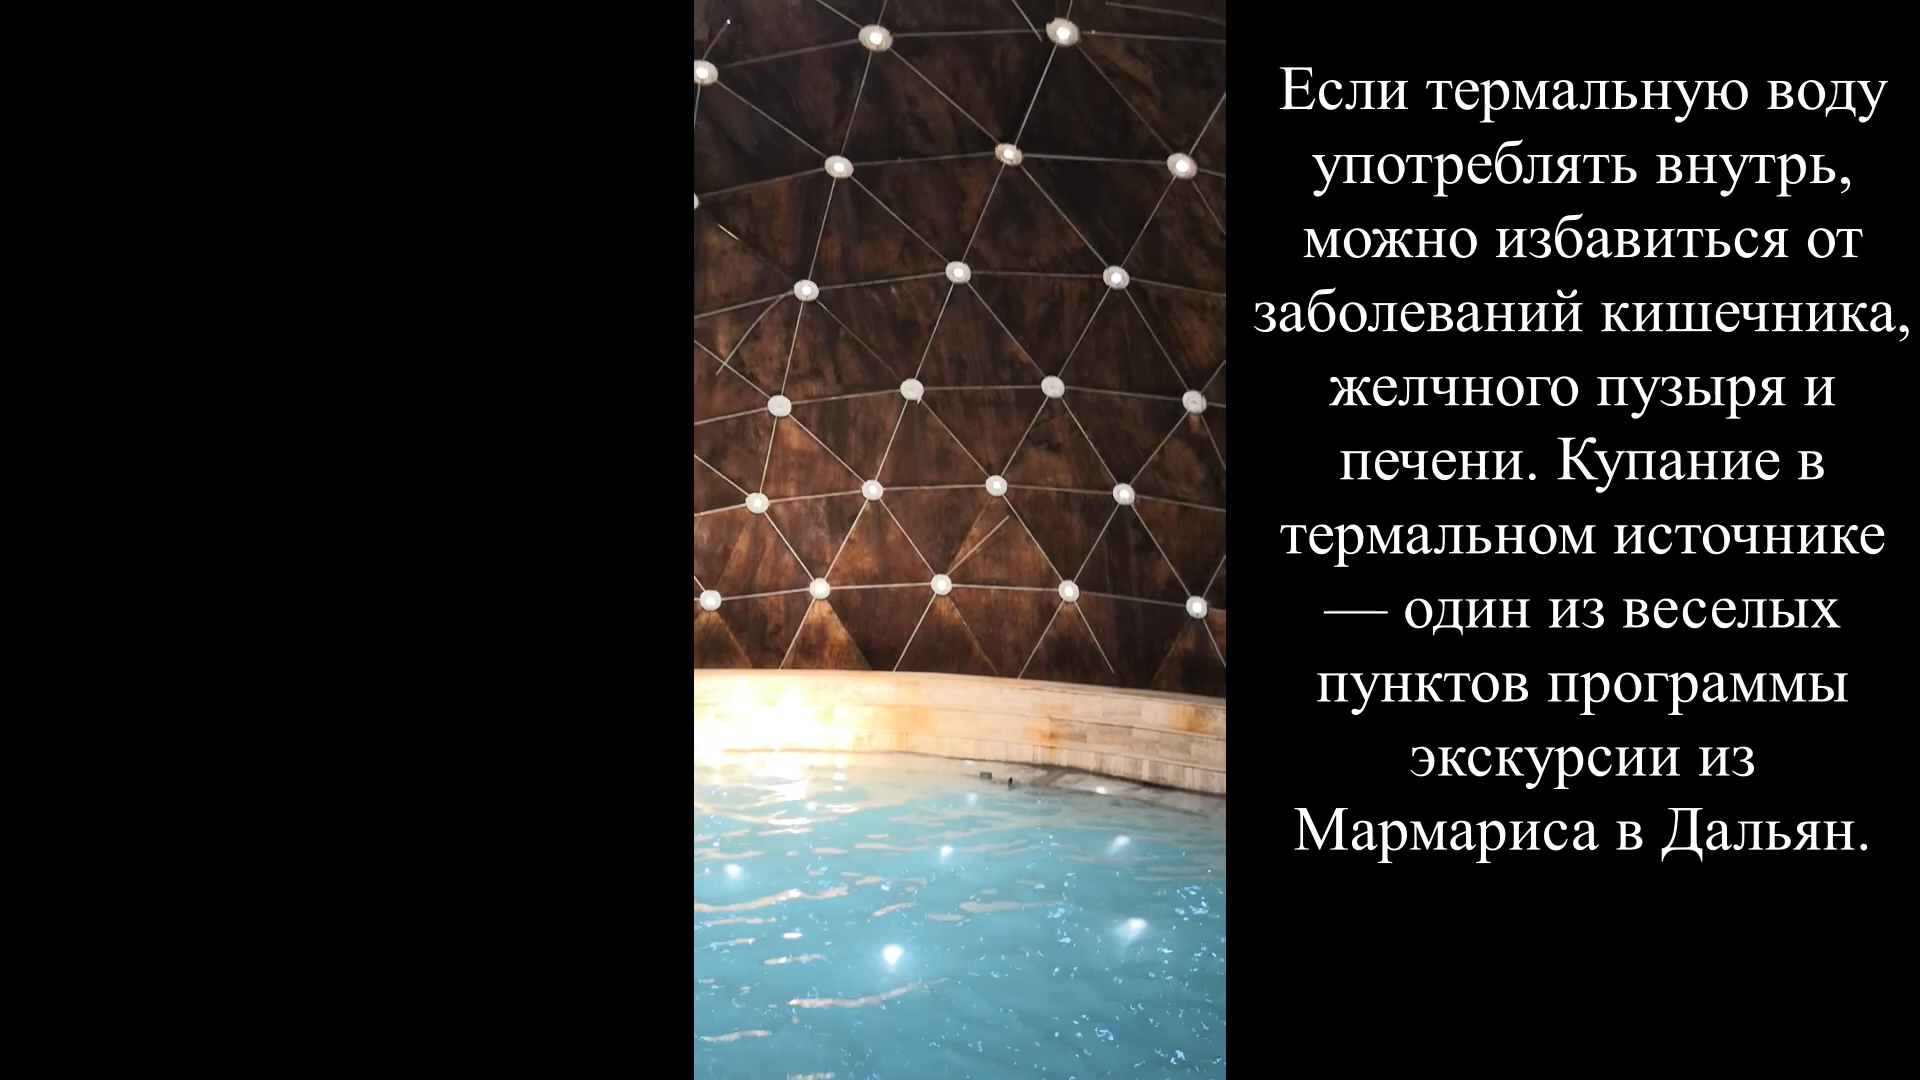 Если термальную воду
употреблять внутрь,
можно избавиться от
заболеваний кишечника,
желчного пузыря и
печени. Купание в
термальном источнике
— один из веселых
пунктов программы
экскурсии из
Мармариса в Дальян.